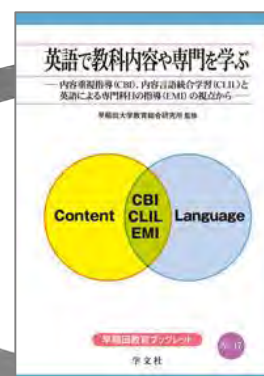 英語で教科内容や専門を学ぶ
— 内容重視指導(CBI)、内容言語統合学習(CLIL)と
英語による専門科目の指導(EMI)の視点から —
早稲田大学教育総合研究所 監修
Content
CBI
CLIL
EMI
Language
早稲田教育ブックレット
No.17
学文社